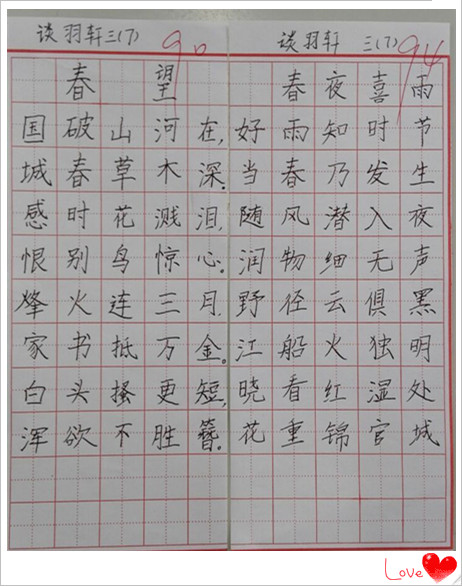 谈羽轩 三(7) 90
春望
国破山河在,
城春草木深。
感时花溅泪,
恨别鸟惊心。
烽火连三月,
家书抵万金。
白头搔更短,
浑欲不胜簪。
谈羽轩 三(7) 94
春夜喜雨
好雨知时节
当春乃发生
随风潜入夜
润物细无声
野径云俱黑
江船火独明
晓看红湿处
花重锦官城
Love